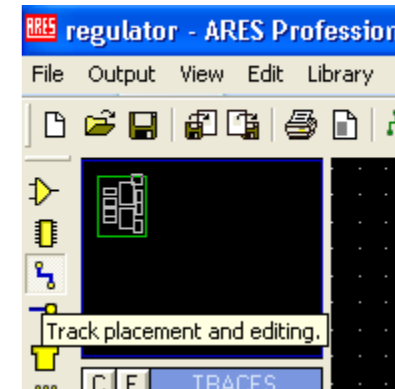 ARES regulator - ARES Profession
File Output View Edit Library
Track placement and editing.
C E TRACES